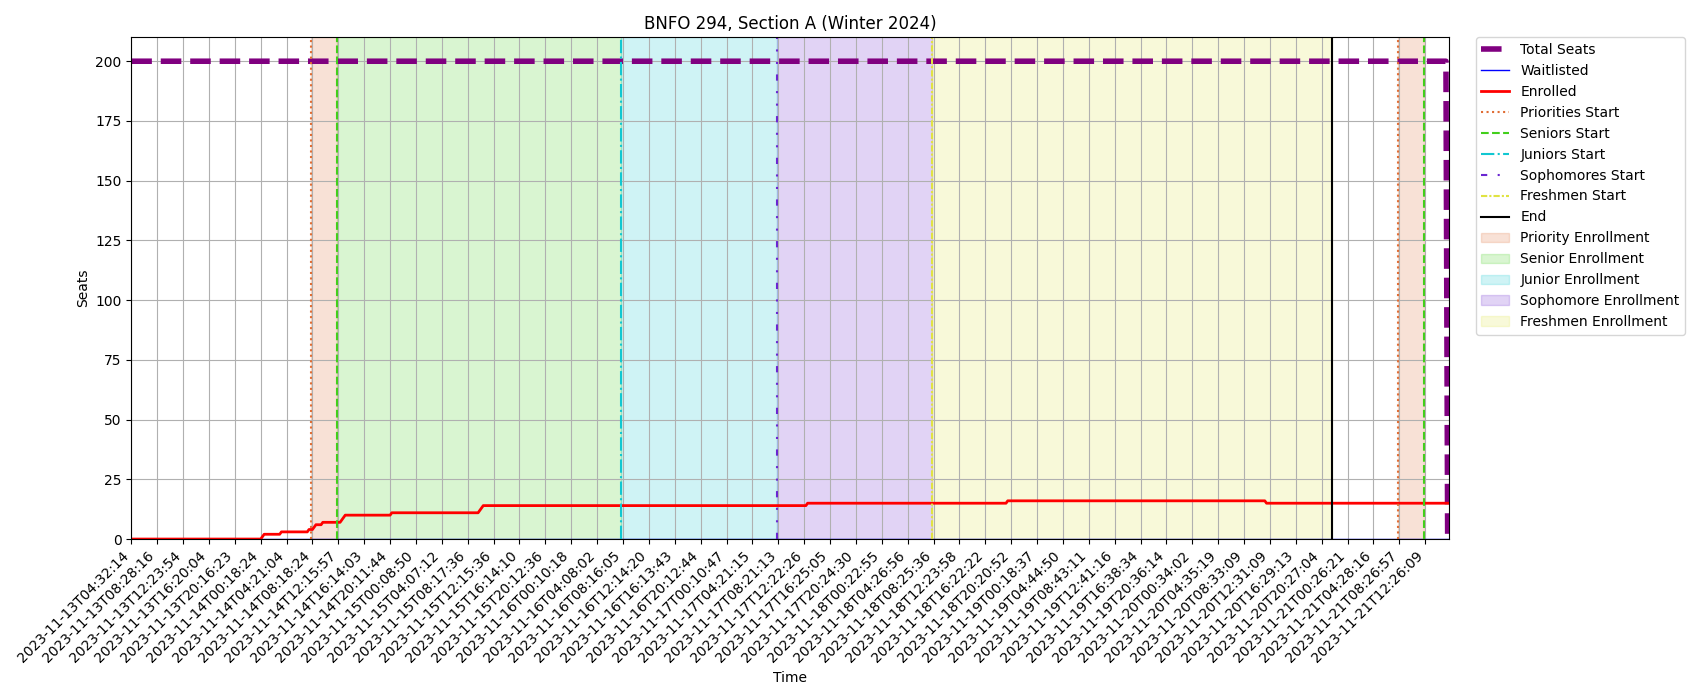 BNFO 294, Section A (Winter 2024)
Seats
200
175
150
125
100
75
50
25
0
2023-11-13T04:32:14
2023-11-13T08:28:16
2023-11-13T12:23:54
2023-11-13T16:20:04
2023-11-13T20:16:23
2023-11-14T00:18:24
2023-11-14T04:21:04
2023-11-14T08:18:24
2023-11-14T12:15:57
2023-11-14T16:14:03
2023-11-14T20:11:44
2023-11-15T00:08:50
2023-11-15T04:07:12
2023-11-15T08:17:36
2023-11-15T12:15:36
2023-11-15T16:14:10
2023-11-15T20:12:36
2023-11-16T00:10:18
2023-11-16T04:08:02
2023-11-16T08:16:05
2023-11-16T12:14:20
2023-11-16T16:13:43
2023-11-16T20:12:44
2023-11-17T00:10:47
2023-11-17T04:21:15
2023-11-17T08:21:13
2023-11-17T12:22:26
2023-11-17T16:25:05
2023-11-17T20:24:30
2023-11-18T00:22:55
2023-11-18T04:26:56
2023-11-18T08:25:36
2023-11-18T12:23:58
2023-11-18T16:22:22
2023-11-18T20:20:52
2023-11-19T00:18:37
2023-11-19T04:44:50
2023-11-19T08:43:11
2023-11-19T12:41:16
2023-11-19T16:38:34
2023-11-19T20:36:14
2023-11-20T00:34:02
2023-11-20T04:35:19
2023-11-20T08:33:09
2023-11-20T12:31:09
2023-11-20T16:29:13
2023-11-20T20:27:04
2023-11-21T00:26:21
2023-11-21T04:28:16
2023-11-21T08:26:57
2023-11-21T12:26:09
Time
Total Seats
Waitlisted
Enrolled
Priorities Start
Seniors Start
Juniors Start
Sophomores Start
Freshmen Start
End
Priority Enrollment
Senior Enrollment
Junior Enrollment
Sophomore Enrollment
Freshmen Enrollment